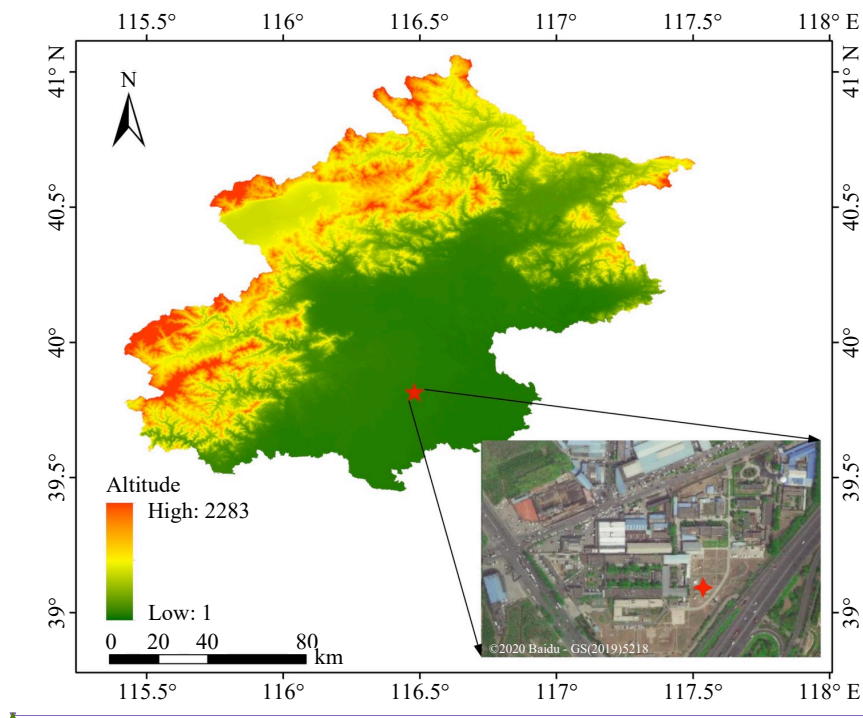 115.5° 116° 116.5° 117° 117.5° 118° E
41° N
41° N
N
40.5°
40.5°
40°
40°
39.5°
39.5°
Altitude
High: 2283
Low: 1
39°
39°
0 20 40 80
km
©2020 Baidu - GS(2019)5218
115.5° 116° 116.5° 117° 117.5° 118° E